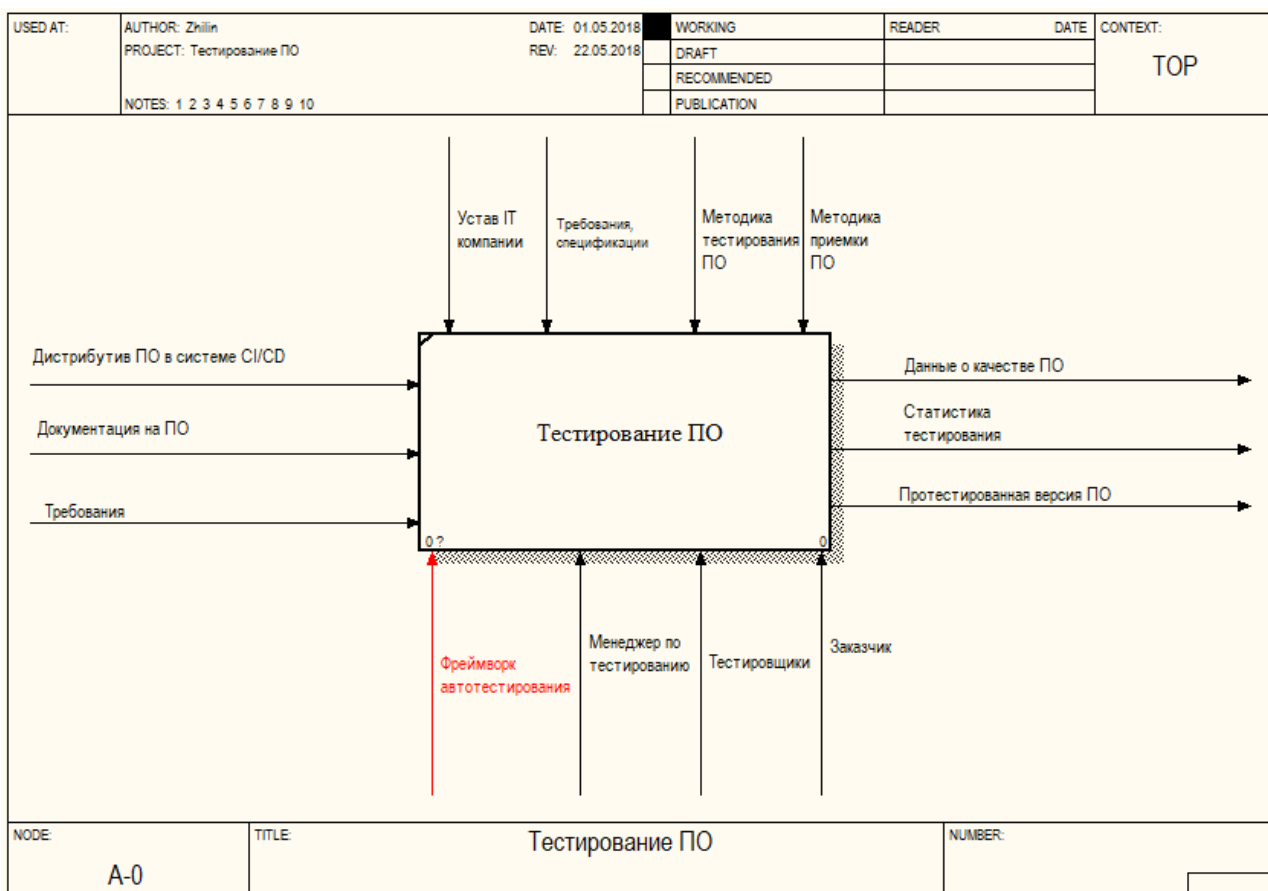 USED AT:
AUTHOR: Zhilin
DATE: 01.05.2018
WORKING
READER
DATE
CONTEXT:
PROJECT: Тестирование ПО
REV: 22.05.2018
DRAFT
TOP
RECOMMENDED
NOTES: 1 2 3 4 5 6 7 8 9 10
PUBLICATION
Устав IT
компании
Требования,
спецификации
Методика
тестирования
ПО
Методика
приемки
ПО
Дистрибутив ПО в системе CI/CD
Документация на ПО
Требования
Тестирование ПО
0 ?
0
Данные о качестве ПО
Статистика
тестирования
Протестированная версия ПО
Фреймворк
автотестирования
Менеджер по
тестированию
Тестировщики
Заказчик
NODE:
A-0
TITLE:
Тестирование ПО
NUMBER: